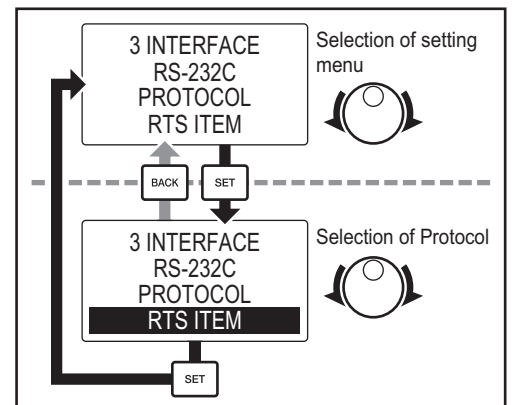 3 INTERFACE
RS-232C
PROTOCOL
RTS ITEM
Selection of setting
menu
BACK
SET
3 INTERFACE
RS-232C
PROTOCOL
RTS ITEM
Selection of Protocol
SET